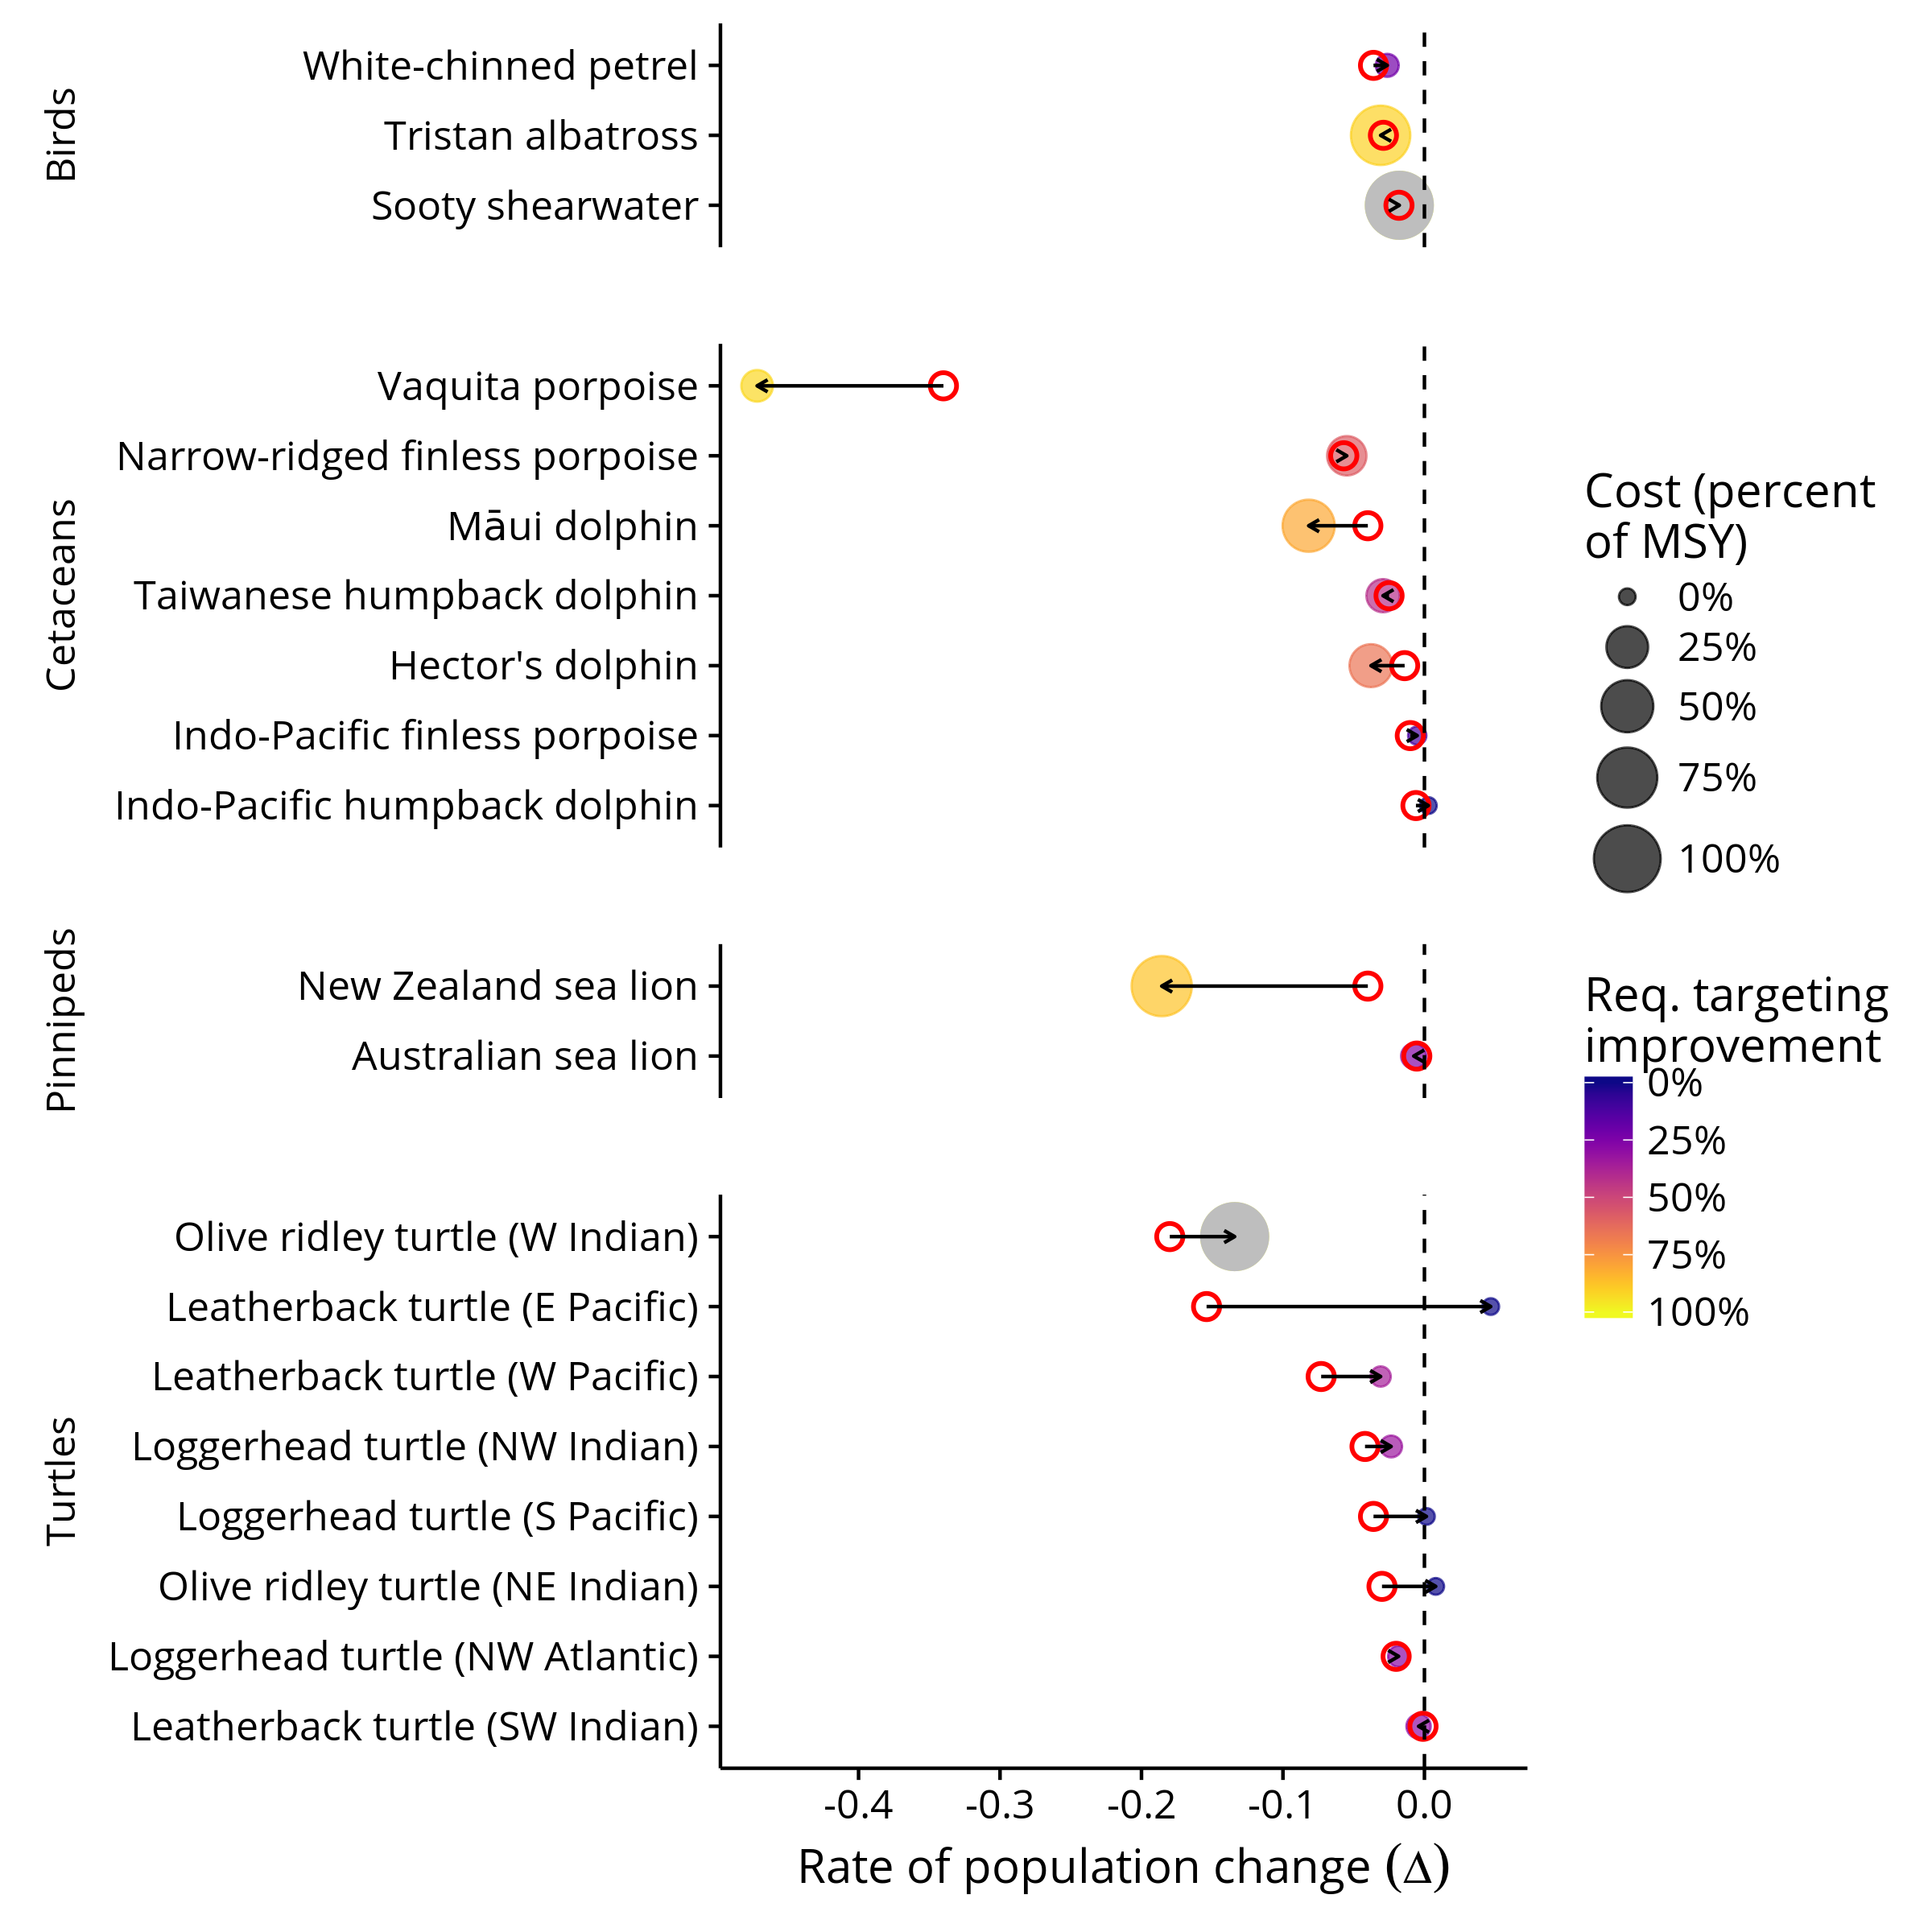 Birds
White-chinned petrel
Tristan albatross
Sooty shearwater
Cetaceans
Vaquita porpoise
Narrow-ridged finless porpoise
Māui dolphin
Taiwanese humpback dolphin
Hector's dolphin
Indo-Pacific finless porpoise
Indo-Pacific humpback dolphin
Pinnipeds
New Zealand sea lion
Australian sea lion
Turtles
Olive ridley turtle (W Indian)
Leatherback turtle (E Pacific)
Leatherback turtle (W Pacific)
Loggerhead turtle (NW Indian)
Loggerhead turtle (S Pacific)
Olive ridley turtle (NE Indian)
Loggerhead turtle (NW Atlantic)
Leatherback turtle (SW Indian)
-0.4 -0.3 -0.2 -0.1 0.0
Rate of population change (Δ)
Cost (percent
of MSY)
0%
25%
50%
75%
100%
Req. targeting
improvement
0%
25%
50%
75%
100%